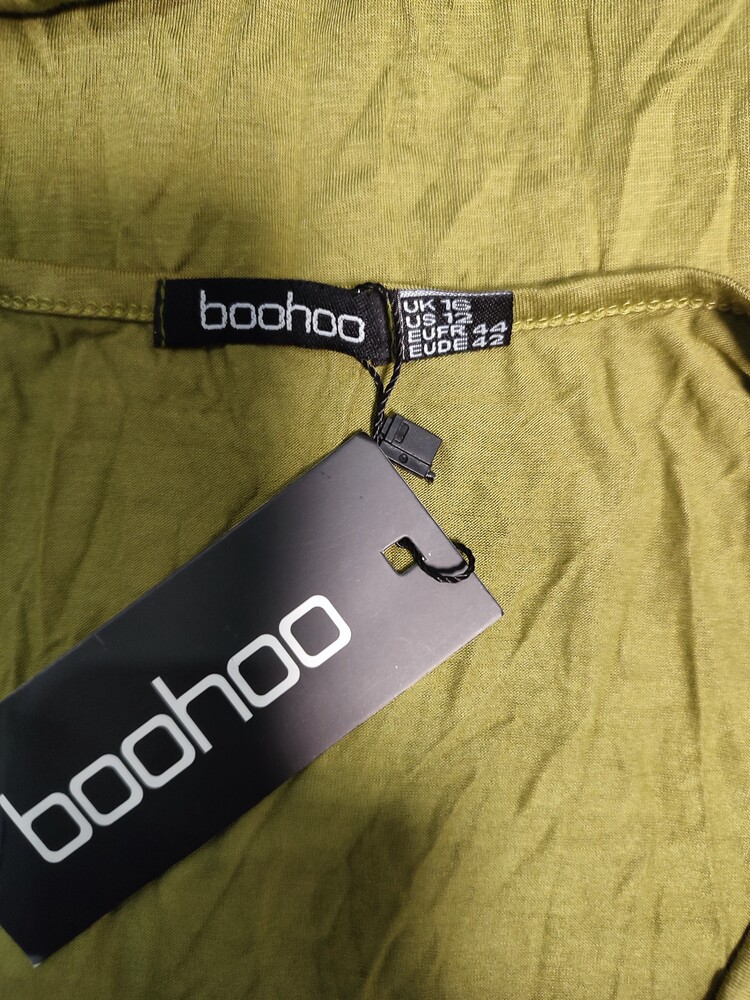 boohoo
UK 16
US 12
EUFR 44
EUDE 42
boohoo